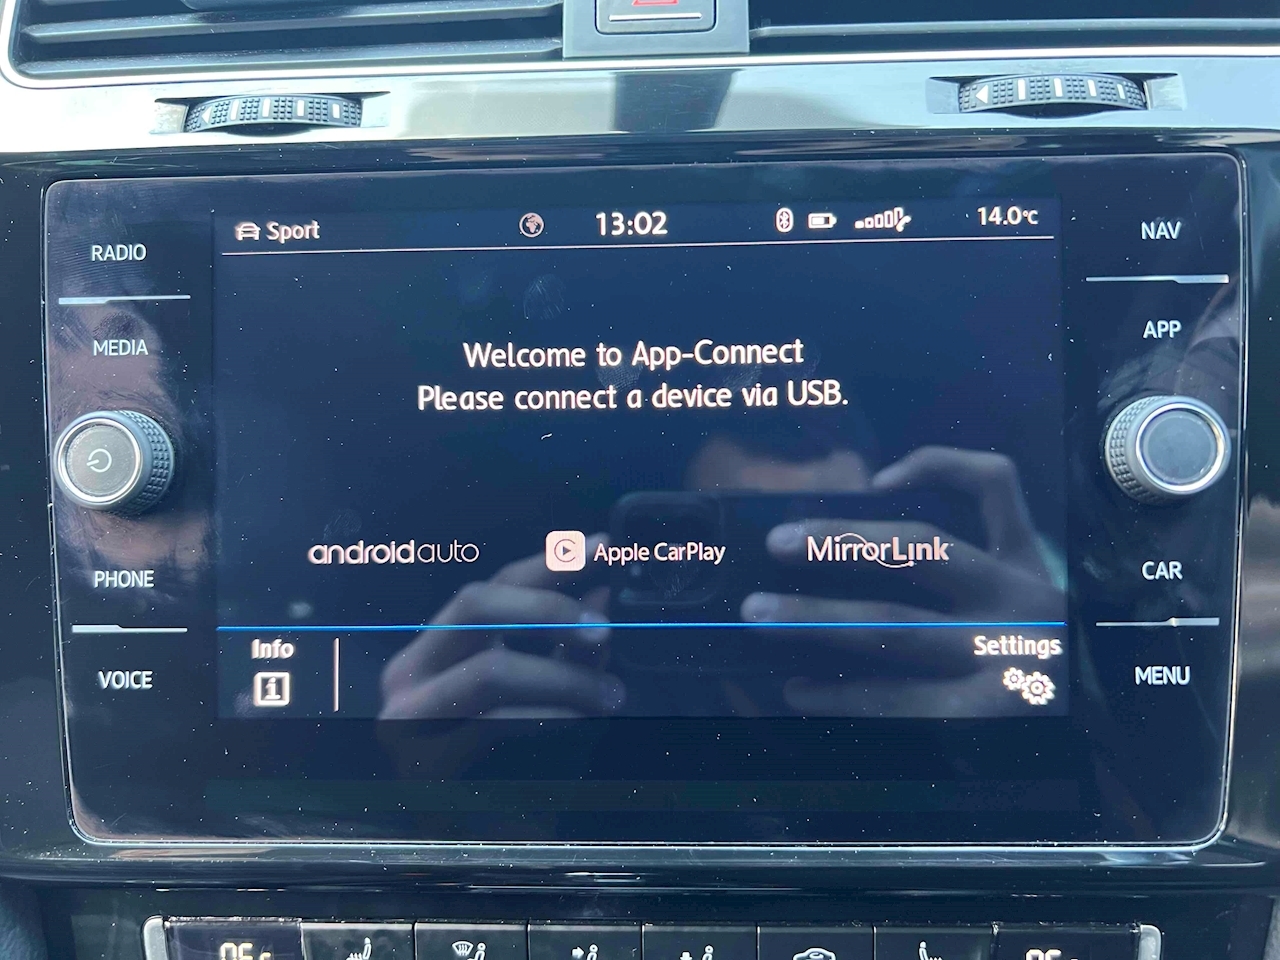 Sport
13:02
14.0°C
RADIO
MEDIA
PHONE
VOICE
NAV
APP
CAR
MENU
Welcome to App-Connect
Please connect a device via USB.
androidauto
Apple CarPlay
MirrorLink
Info
Settings